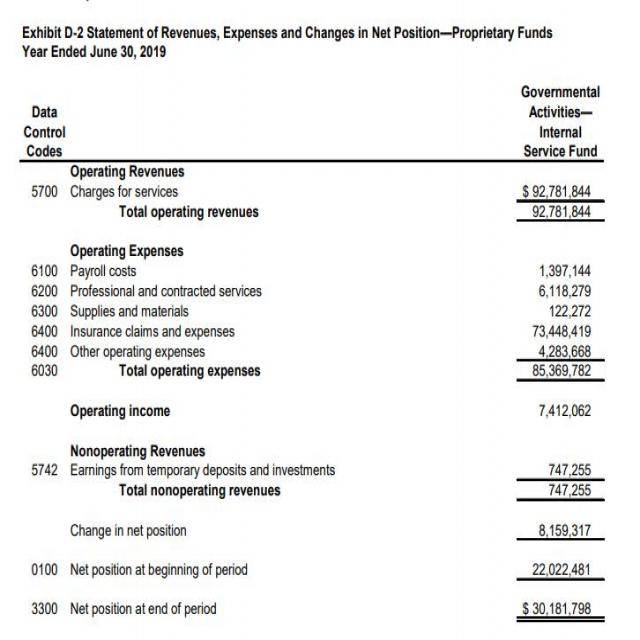 Exhibit D-2 Statement of Revenues, Expenses and Changes in Net Position—Proprietary Funds
Year Ended June 30, 2019
Data Control Codes
Governmental Activities— Internal Service Fund
Operating Revenues
5700 Charges for services $ 92,781,844
Total operating revenues 92,781,844
Operating Expenses
6100 Payroll costs 1,397,144
6200 Professional and contracted services 6,118,279
6300 Supplies and materials 122,272
6400 Insurance claims and expenses 73,448,419
6400 Other operating expenses 4,283,668
6030 Total operating expenses 85,369,782
Operating income 7,412,062
Nonoperating Revenues
5742 Earnings from temporary deposits and investments 747,255
Total nonoperating revenues 747,255
Change in net position 8,159,317
0100 Net position at beginning of period 22,022,481
3300 Net position at end of period $ 30,181,798